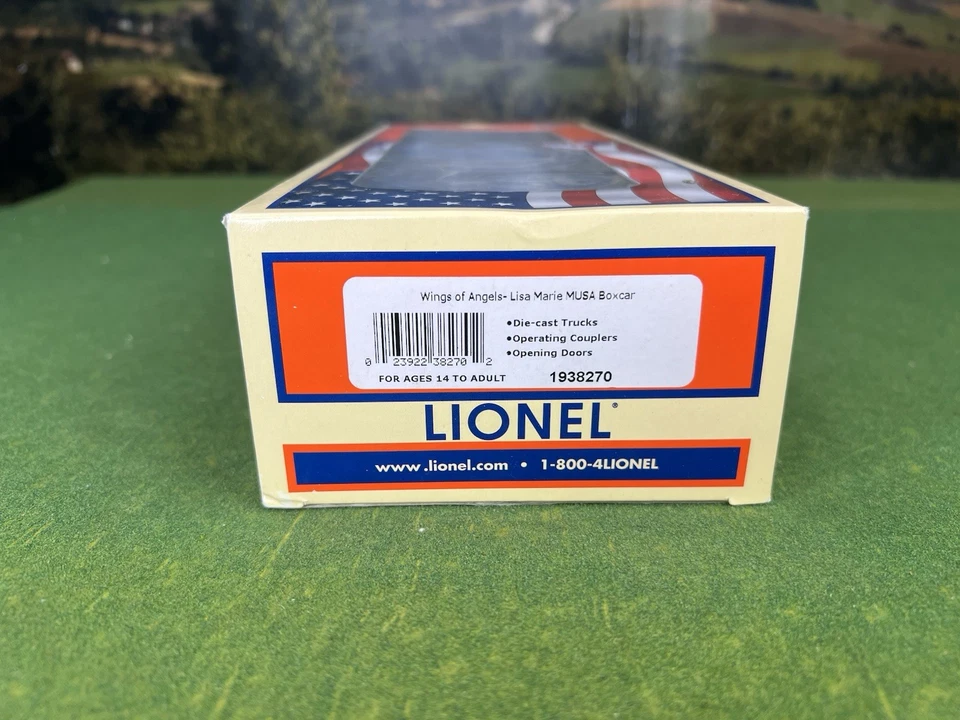 Wings of Angels- Lisa Marie MUSA Boxcar
•Die-cast Trucks
•Operating Couplers
•Opening Doors
0 23922 38270 2
FOR AGES 14 TO ADULT 1938270
LIONEL®
www.lionel.com • 1-800-4LIONEL